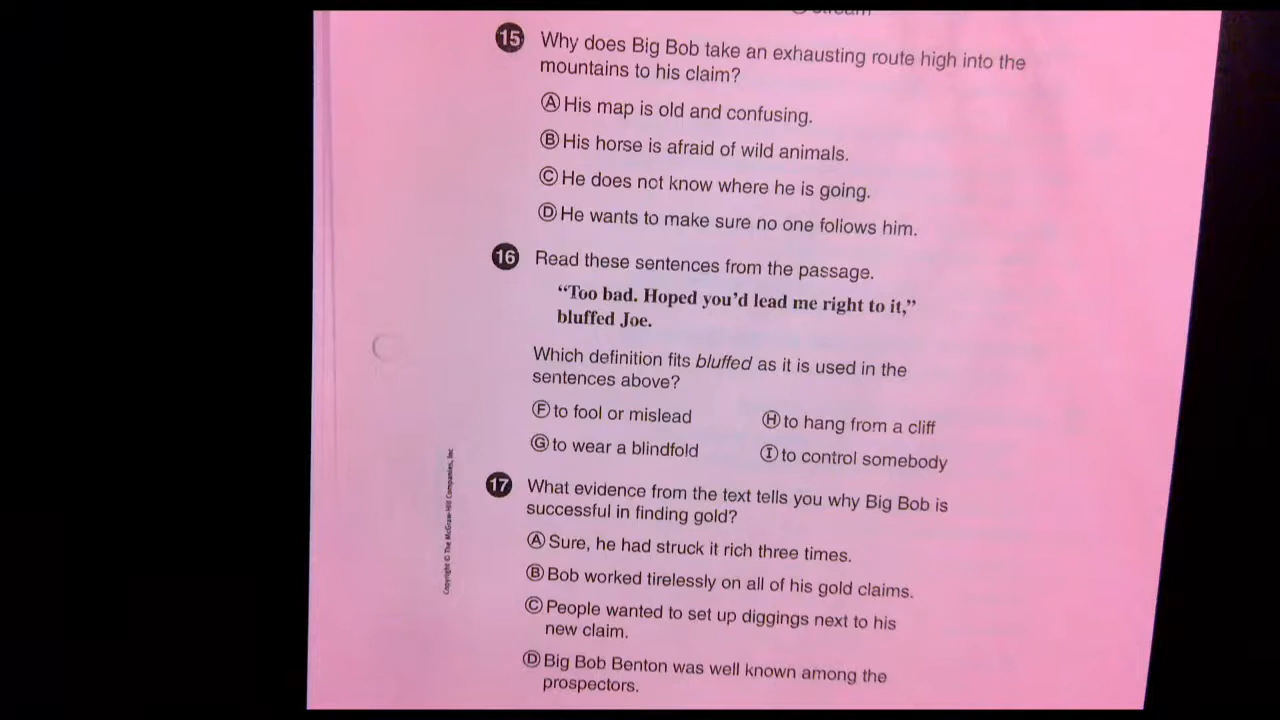 15 Why does Big Bob take an exhausting route high into the
mountains to his claim?
Ⓐ His map is old and confusing.
Ⓑ His horse is afraid of wild animals.
Ⓒ He does not know where he is going.
Ⓓ He wants to make sure no one follows him.
16 Read these sentences from the passage.
“Too bad. Hoped you’d lead me right to it,”
bluffed Joe.
Which definition fits bluffed as it is used in the
sentences above?
Ⓕ to fool or mislead
Ⓖ to wear a blindfold
Ⓗ to hang from a cliff
Ⓘ to control somebody
17 What evidence from the text tells you why Big Bob is
successful in finding gold?
Ⓐ Sure, he had struck it rich three times.
Ⓑ Bob worked tirelessly on all of his gold claims.
Ⓒ People wanted to set up diggings next to his
new claim.
Ⓓ Big Bob Benton was well known among the
prospectors.
Copyright © The McGraw-Hill Companies, Inc